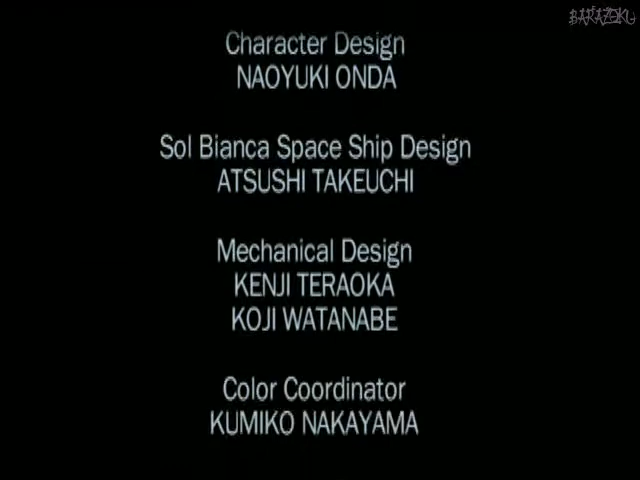 BARAZOKU
Character Design
NAOYUKI ONDA
Sol Bianca Space Ship Design
ATSUSHI TAKEUCHI
Mechanical Design
KENJI TERAOKA
KOJI WATANABE
Color Coordinator
KUMIKO NAKAYAMA